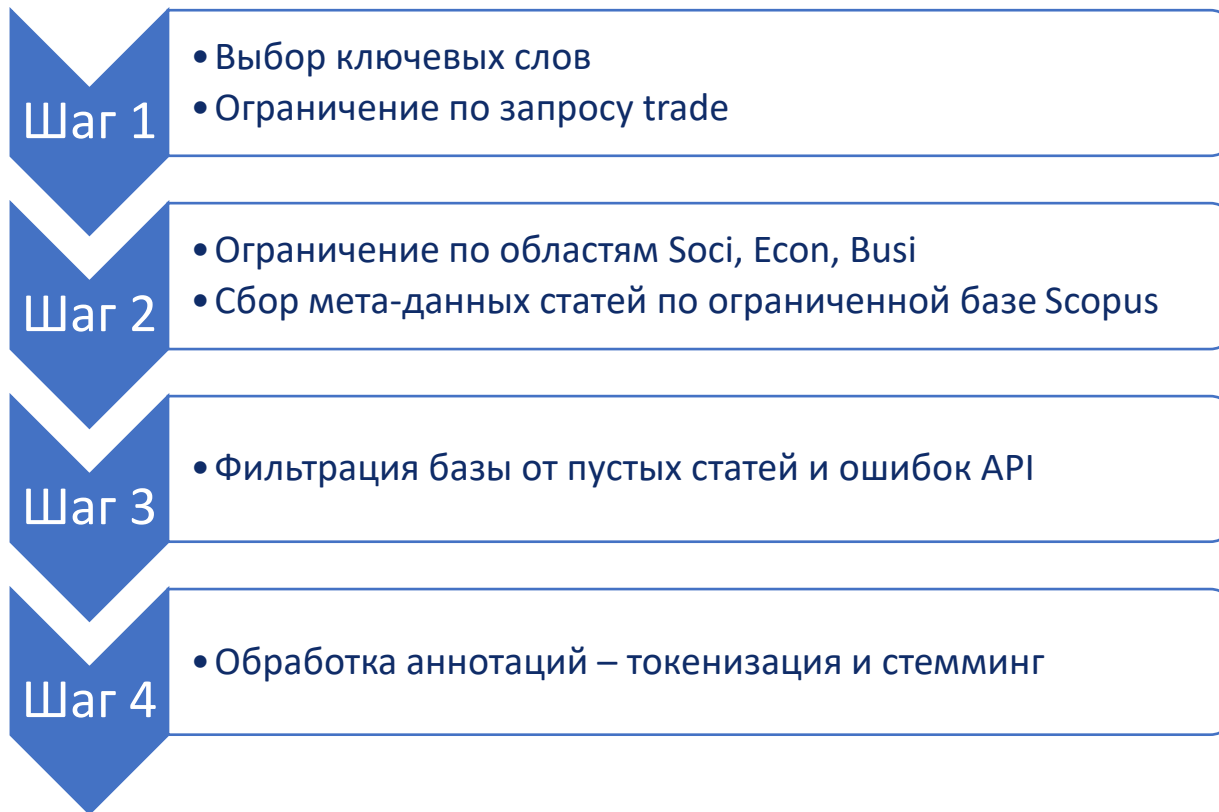 Шаг 1
• Выбор ключевых слов
• Ограничение по запросу trade
Шаг 2
• Ограничение по областям Soci, Econ, Busi
• Сбор мета-данных статей по ограниченной базе Scopus
Шаг 3
• Фильтрация базы от пустых статей и ошибок API
Шаг 4
• Обработка аннотаций – токенизация и стемминг